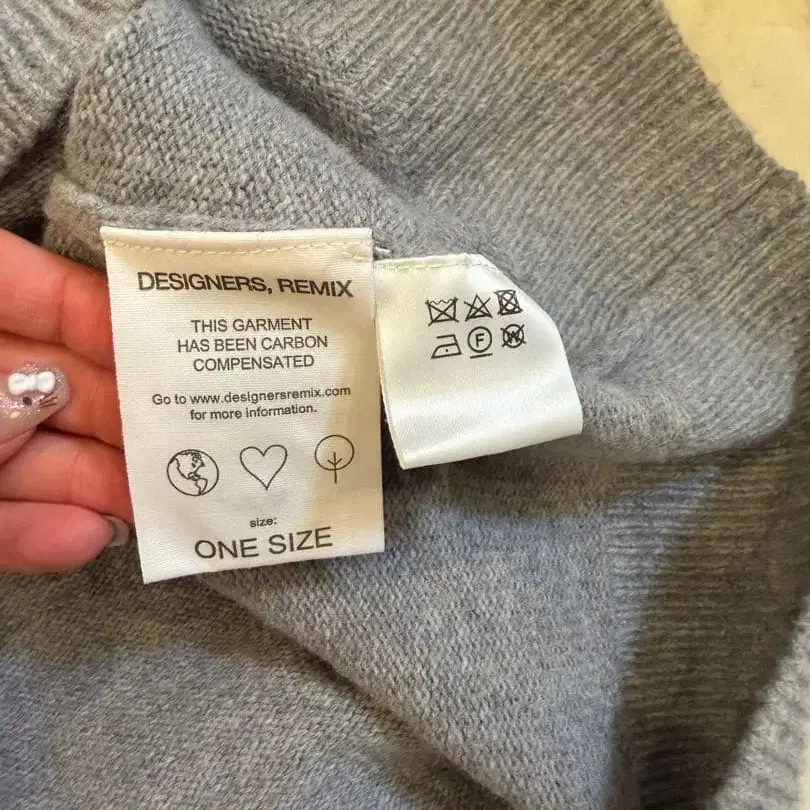 DESIGNERS, REMIX
THIS GARMENT
HAS BEEN CARBON
COMPENSATED
Go to www.designersremix.com
for more information.
size:
ONE SIZE
F
W